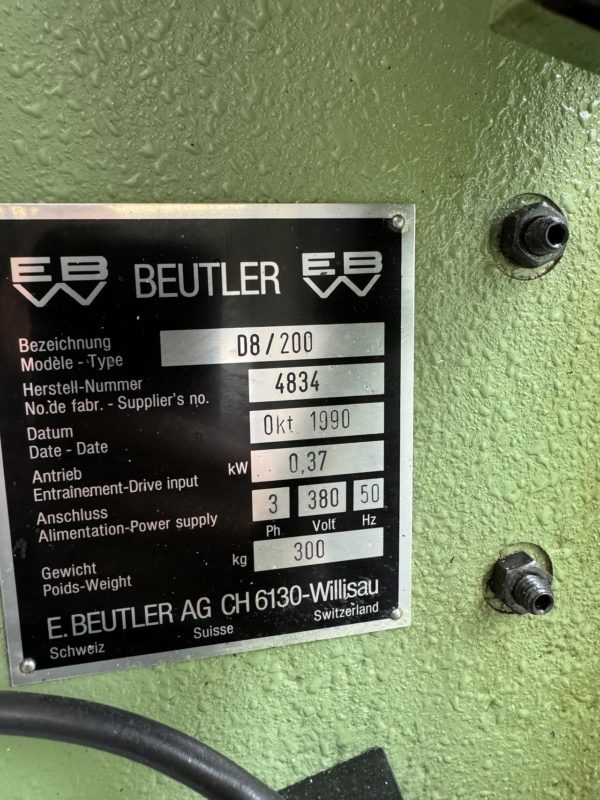 EBW BEUTLER EBW
Bezeichnung
Modèle - Type D8/200
Herstell-Nummer
No.de fabr. - Supplier's no. 4834
Datum
Date - Date Okt 1990
Antrieb
Entraînement-Drive input kW 0,37
Anschluss
Alimentation-Power supply 3 380 50
Ph Volt Hz
Gewicht
Poids-Weight kg 300
E. BEUTLER AG CH 6130-Willisau
Schweiz Suisse Switzerland